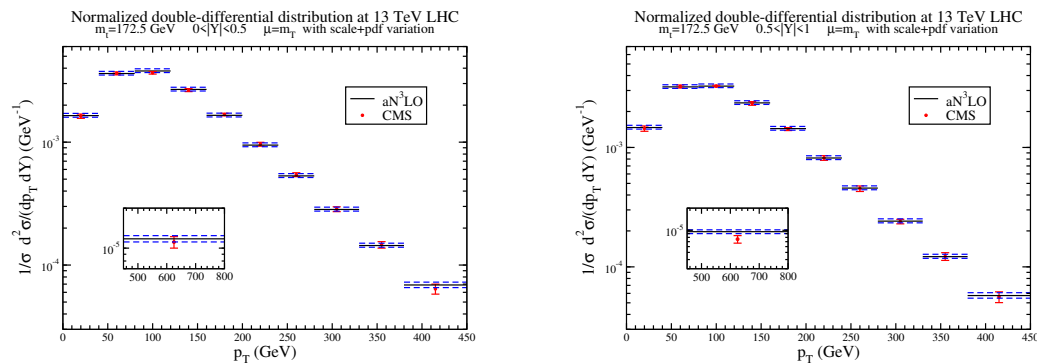 Normalized double-differential distribution at 13 TeV LHC
m_t=172.5 GeV 0<|Y|<0.5 μ=m_T with scale+pdf variation
1/σ d²σ/(dp_T dY) (GeV⁻¹)
aN³LO
CMS
10⁻³
10⁻⁴
10⁻⁵
500 600 700 800
0 50 100 150 200 250 300 350 400 450
p_T (GeV)
Normalized double-differential distribution at 13 TeV LHC
m_t=172.5 GeV 0.5<|Y|<1 μ=m_T with scale+pdf variation
1/σ d²σ/(dp_T dY) (GeV⁻¹)
aN³LO
CMS
10⁻³
10⁻⁴
10⁻⁵
500 600 700 800
0 50 100 150 200 250 300 350 400 450
p_T (GeV)